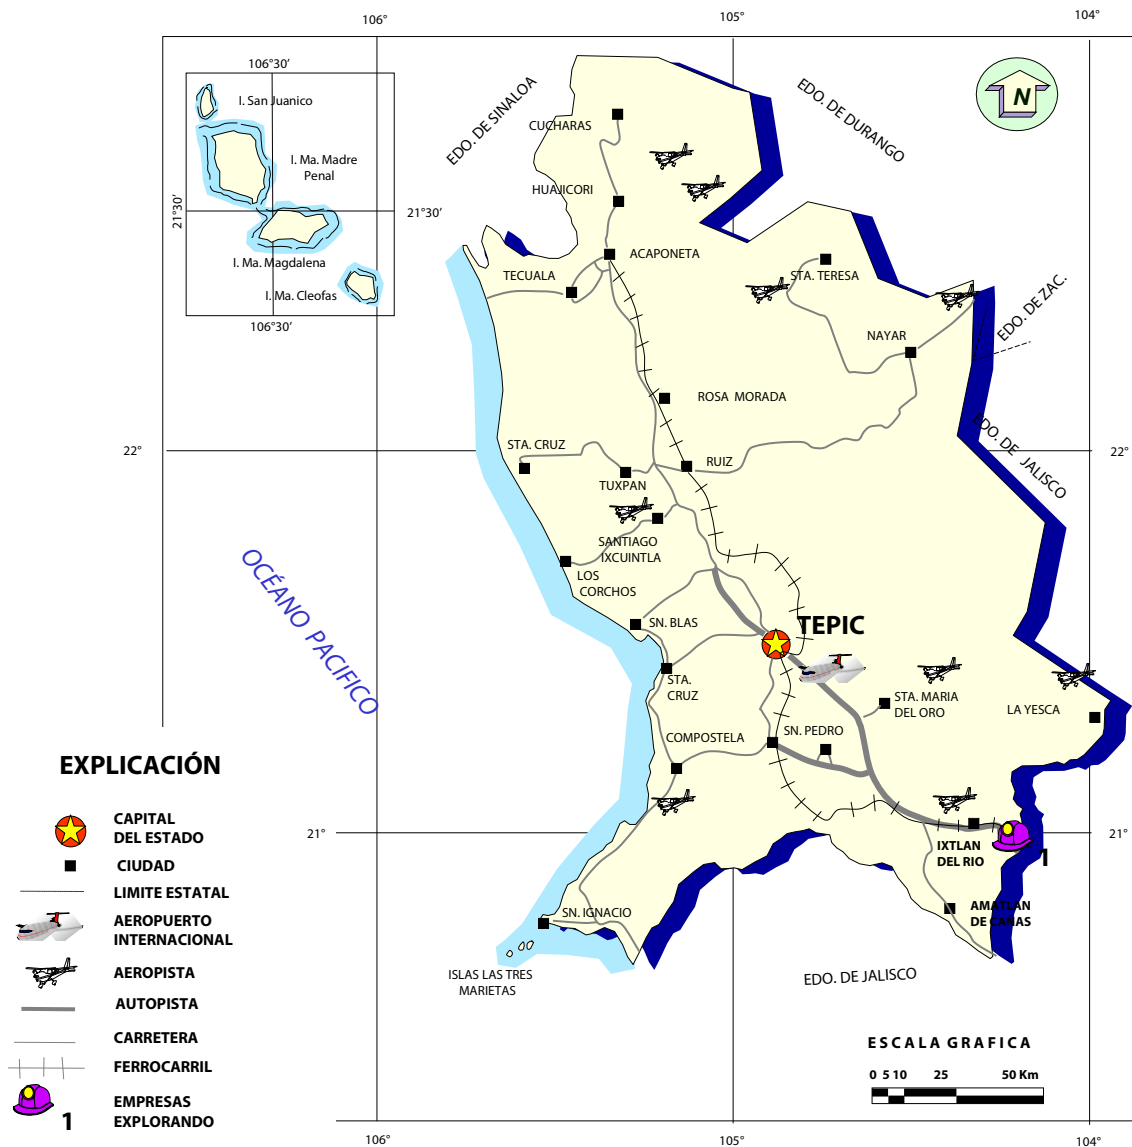 106°
105°
104°
106°30'
I. San Juanico
I. Ma. Madre
Penal
21°30'
21°30'
I. Ma. Magdalena
I. Ma. Cleofas
106°30'
EDO. DE SINALOA
EDO. DE DURANGO
N
CUCHARAS
HUAJICORI
ACAPONETA
TECUALA
STA. TERESA
EDO. DE ZAC.
NAYAR
ROSA MORADA
STA. CRUZ
EDO. DE JALISCO
22°
22°
RUIZ
TUXPAN
SANTIAGO
IXCUINTLA
LOS
CORCHOS
OCÉANO PACIFICO
SN. BLAS
TEPIC
STA.
CRUZ
STA. MARIA
DEL ORO
LA YESCA
COMPOSTELA
SN. PEDRO
21°
21°
IXTLAN
DEL RIO
1
AMATLAN
DE CAÑAS
SN. IGNACIO
ISLAS LAS TRES
MARIETAS
EDO. DE JALISCO
EXPLICACIÓN
CAPITAL
DEL ESTADO
CIUDAD
LIMITE ESTATAL
AEROPUERTO
INTERNACIONAL
AEROPISTA
AUTOPISTA
CARRETERA
FERROCARRIL
1
EMPRESAS
EXPLORANDO
ESCALA GRAFICA
0 5 10 25 50 Km
106°
105°
104°